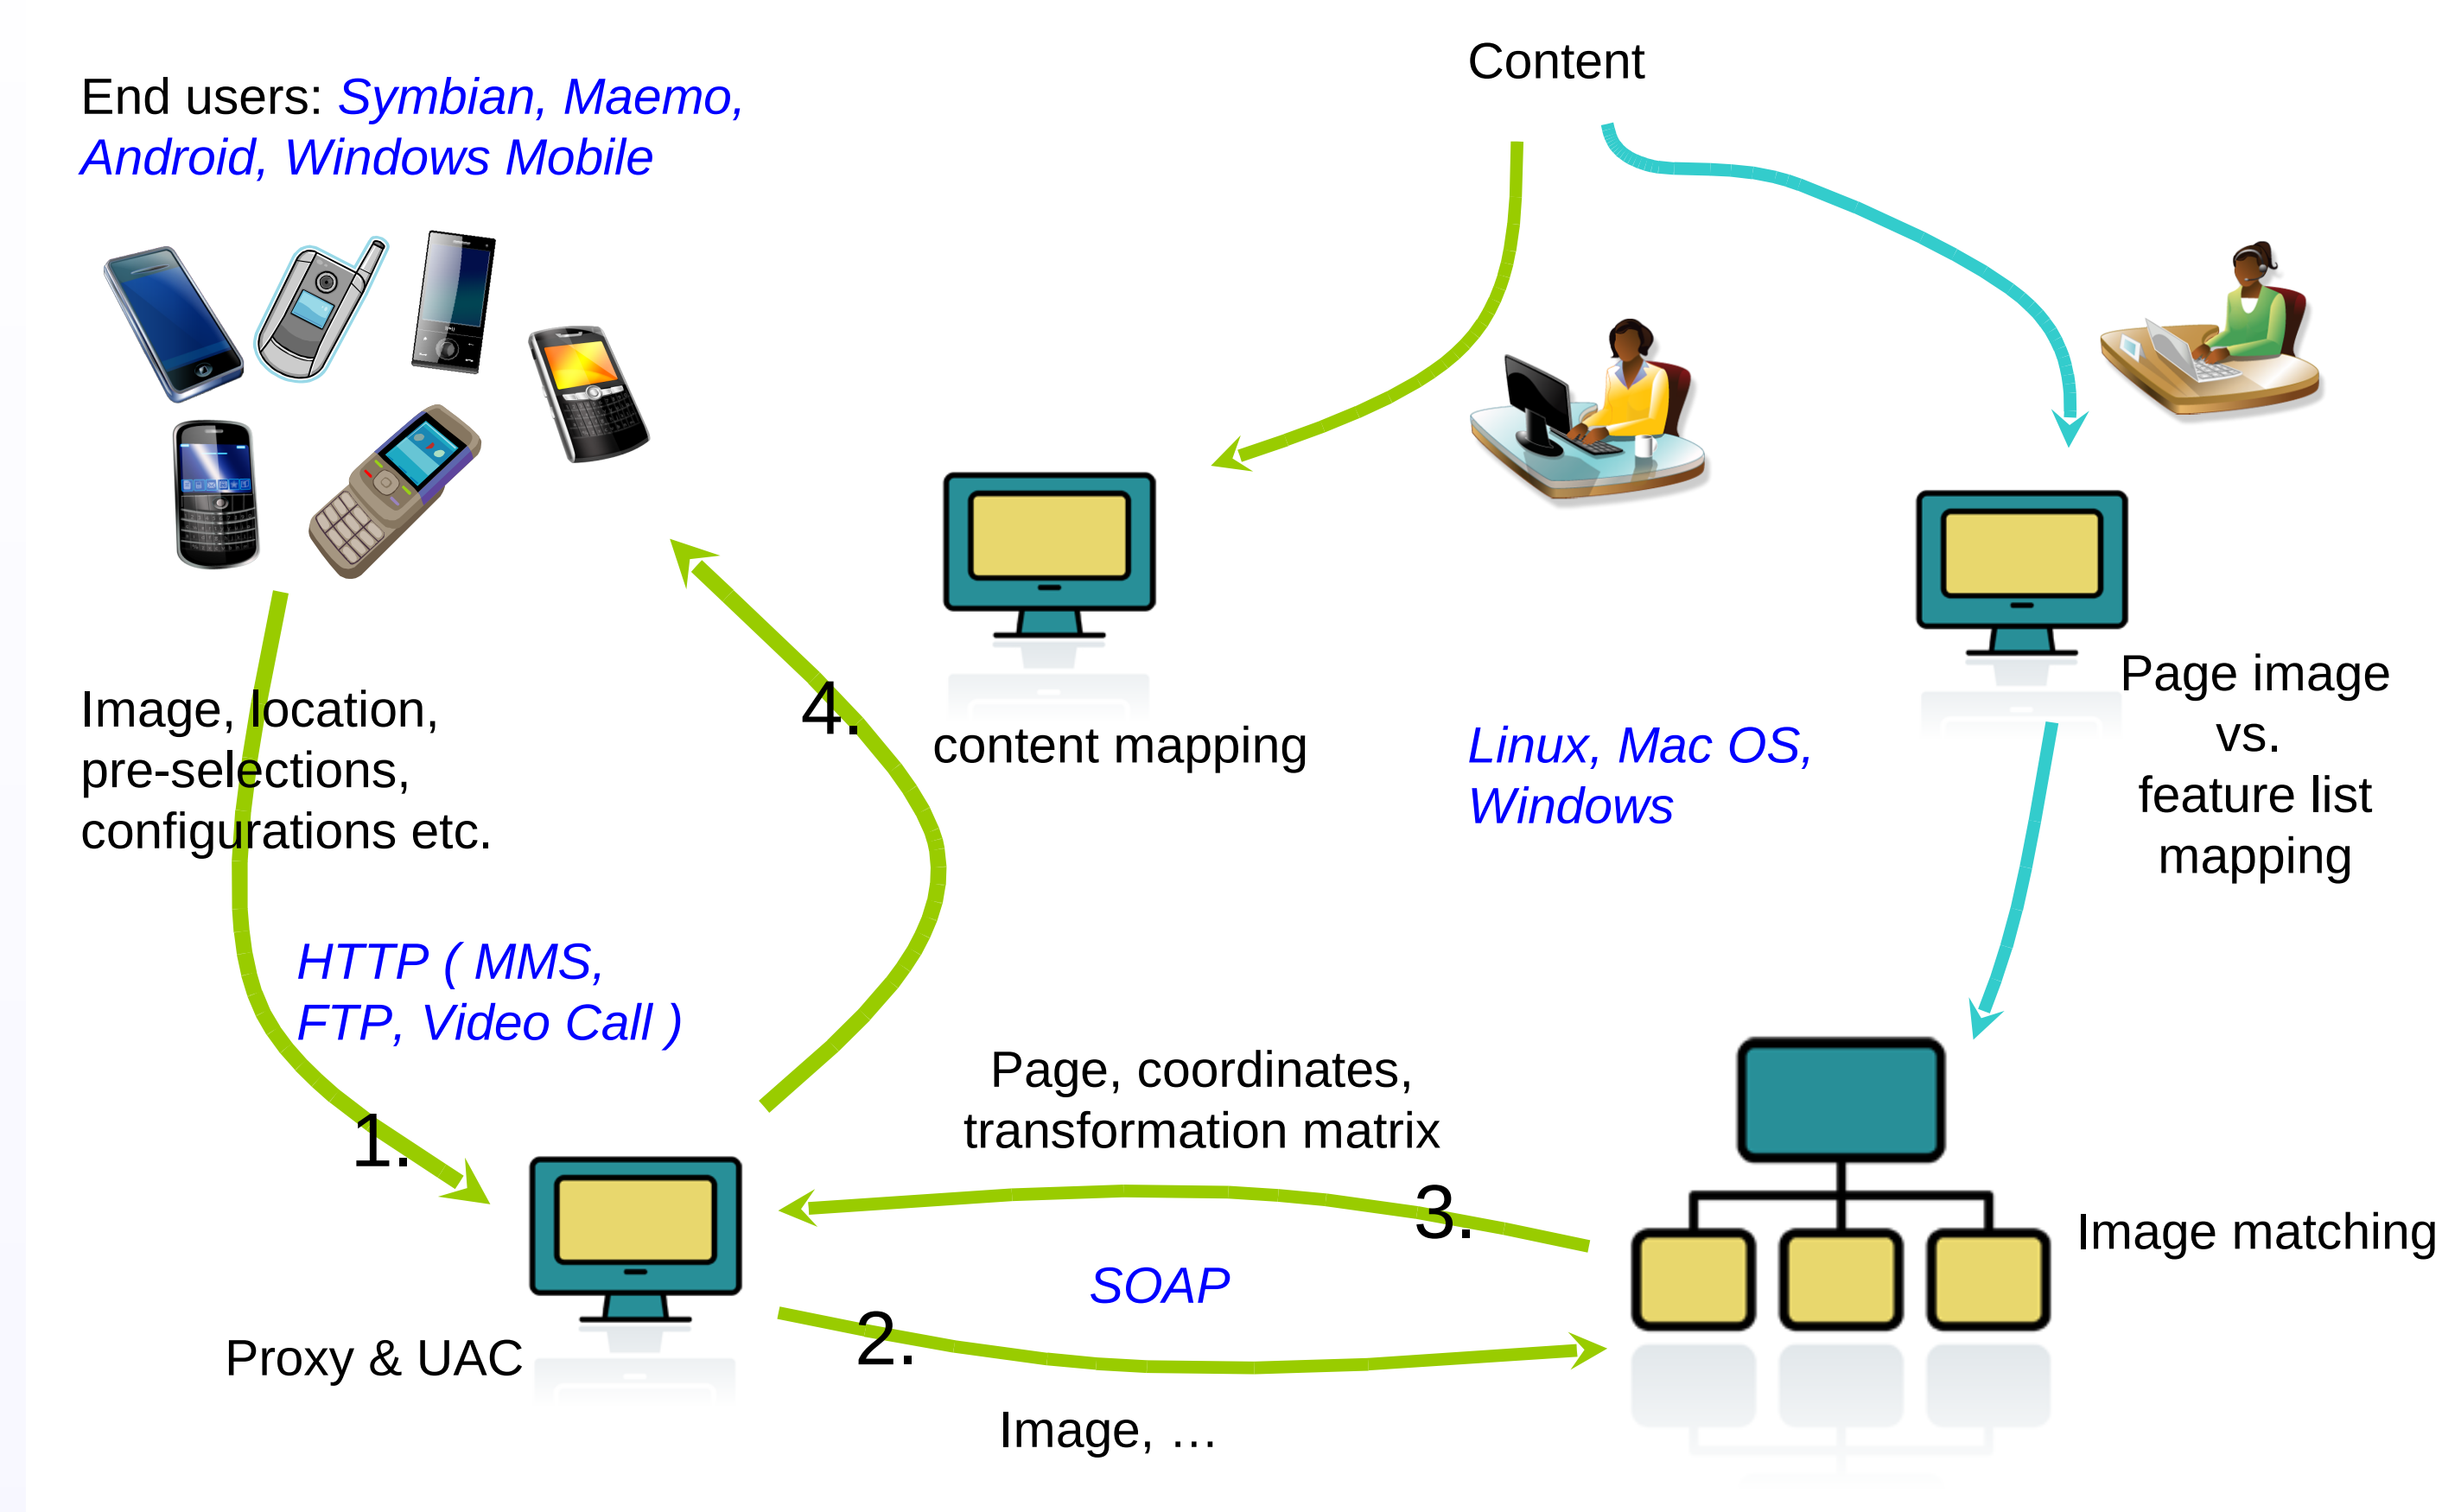 Content
End users: Symbian, Maemo,
Android, Windows Mobile
Image, location,
pre-selections,
configurations etc.
4.
content mapping
Linux, Mac OS,
Windows
Page image
vs.
feature list
mapping
HTTP ( MMS,
FTP, Video Call )
1.
Page, coordinates,
transformation matrix
3.
Image matching
SOAP
2.
Proxy & UAC
Image, …